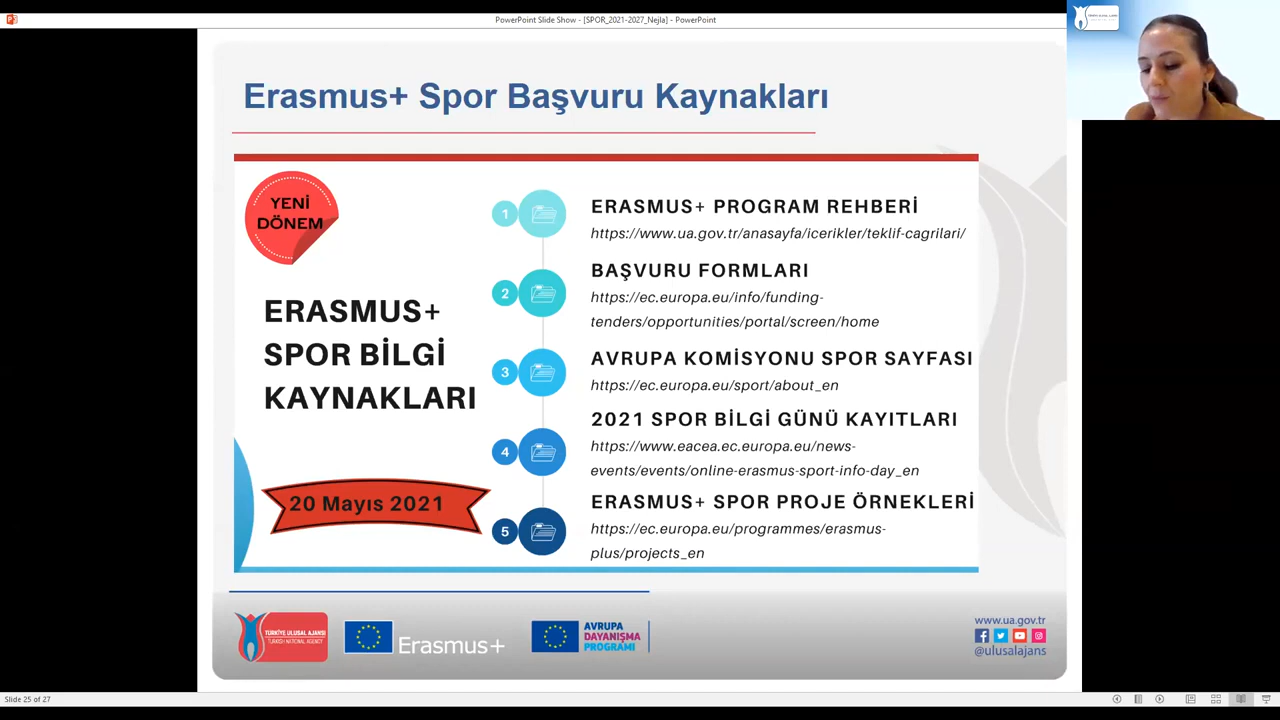 PowerPoint Slide Show - [SPOR_2021-2027_Nejla] - PowerPoint
Erasmus+ Spor Başvuru Kaynakları
YENİ
DÖNEM
ERASMUS+
SPOR BİLGİ
KAYNAKLARI
20 Mayıs 2021
1
ERASMUS+ PROGRAM REHBERİ
https://www.ua.gov.tr/anasayfa/icerikler/teklif-cagrilari/
2
BAŞVURU FORMLARI
https://ec.europa.eu/info/funding-
tenders/opportunities/portal/screen/home
3
AVRUPA KOMİSYONU SPOR SAYFASI
https://ec.europa.eu/sport/about_en
4
2021 SPOR BİLGİ GÜNÜ KAYITLARI
https://www.eacea.ec.europa.eu/news-
events/events/online-erasmus-sport-info-day_en
5
ERASMUS+ SPOR PROJE ÖRNEKLERİ
https://ec.europa.eu/programmes/erasmus-
plus/projects_en
TÜRKİYE ULUSAL AJANSI
TURKISH NATIONAL AGENCY
Erasmus+
AVRUPA
DAYANIŞMA
PROGRAMI
www.ua.gov.tr
@ulusalajans
Slide 25 of 27